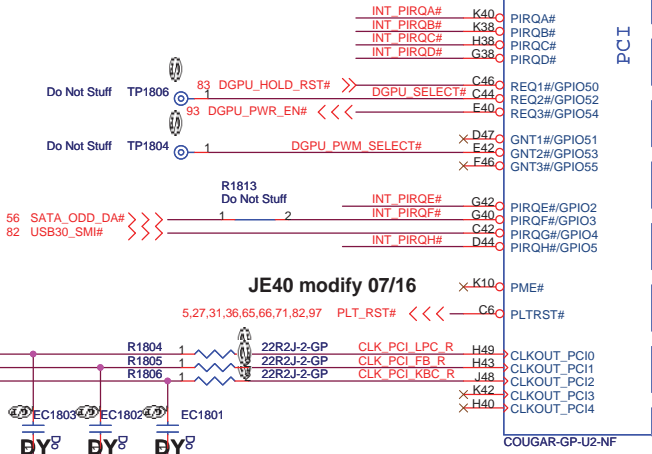 INT_PIRQA# K40 PIRQA#
INT_PIRQB# K38 PIRQB#
INT_PIRQC# H38 PIRQC#
INT_PIRQD# G38 PIRQD#
PCI
83 DGPU_HOLD_RST# C46 REQ1#/GPIO50
Do Not Stuff TP1806 1 DGPU_SELECT# C44 REQ2#/GPIO52
93 DGPU_PWR_EN# E40 REQ3#/GPIO54
D47 GNT1#/GPIO51
Do Not Stuff TP1804 1 DGPU_PWM_SELECT# E42 GNT2#/GPIO53
F46 GNT3#/GPIO55
R1813
Do Not Stuff
INT_PIRQE# G42 PIRQE#/GPIO2
56 SATA_ODD_DA# 1 2 INT_PIRQF# G40 PIRQF#/GPIO3
82 USB30_SMI# C42 PIRQG#/GPIO4
INT_PIRQH# D44 PIRQH#/GPIO5
JE40 modify 07/16
K10 PME#
5,27,31,36,65,66,71,82,97 PLT_RST# C6 PLTRST#
R1804 1 22R2J-2-GP CLK_PCI_LPC_R H49 CLKOUT_PCI0
R1805 1 22R2J-2-GP CLK_PCI_FB_R H43 CLKOUT_PCI1
R1806 1 22R2J-2-GP CLK_PCI_KBC_R J48 CLKOUT_PCI2
K42 CLKOUT_PCI3
H40 CLKOUT_PCI4
EC1803 EC1802 EC1801
DY DY DY
COUGAR-GP-U2-NF